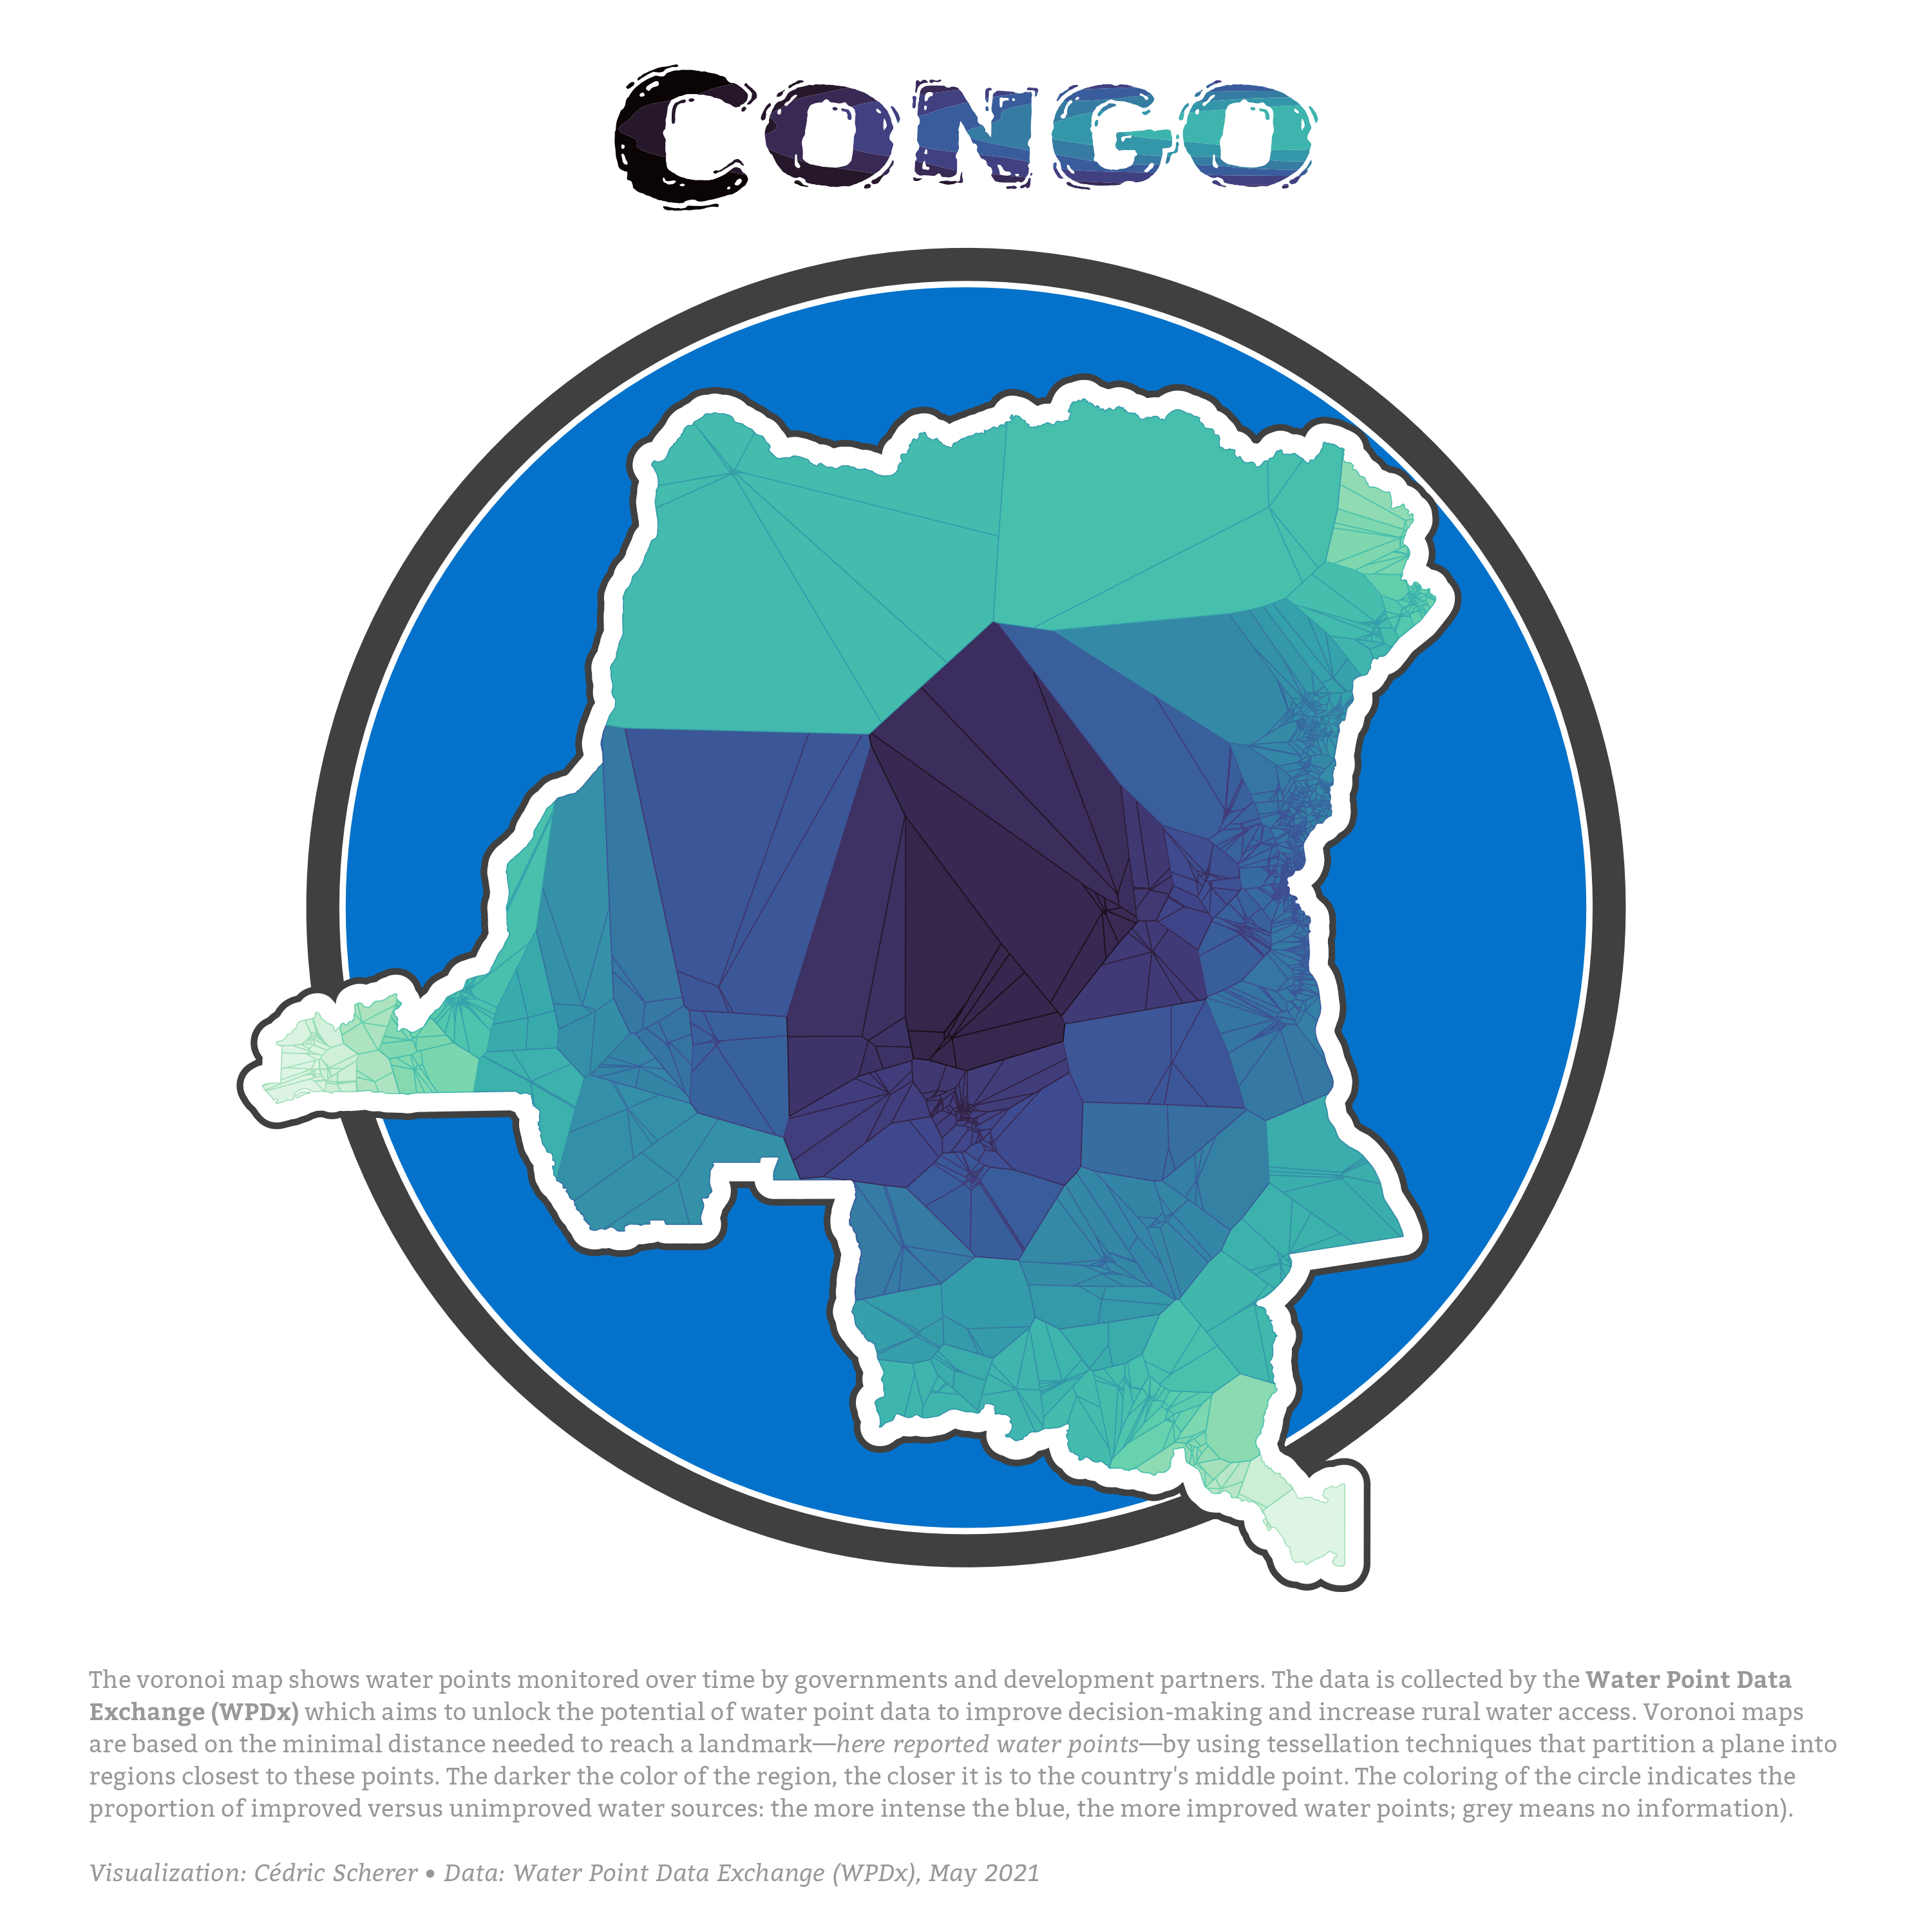 CONGO
The voronoi map shows water points monitored over time by governments and development partners. The data is collected by the Water Point Data
Exchange (WPDx) which aims to unlock the potential of water point data to improve decision-making and increase rural water access. Voronoi maps
are based on the minimal distance needed to reach a landmark—here reported water points—by using tessellation techniques that partition a plane into
regions closest to these points. The darker the color of the region, the closer it is to the country's middle point. The coloring of the circle indicates the
proportion of improved versus unimproved water sources: the more intense the blue, the more improved water points; grey means no information).
Visualization: Cédric Scherer • Data: Water Point Data Exchange (WPDx), May 2021